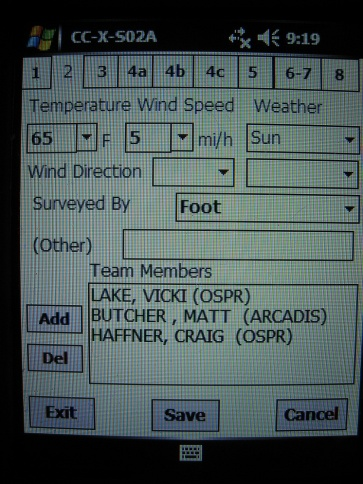 CC-X-S02A 9:19
1 2 3 4a 4b 4c 5 6-7 8
Temperature Wind Speed Weather
65 F 5 mi/h Sun
Wind Direction
Surveyed By Foot
(Other)
Team Members
LAKE, VICKI (OSPR)
Add BUTCHER , MATT (ARCADIS)
HAFFNER, CRAIG (OSPR)
Del
Exit Save Cancel